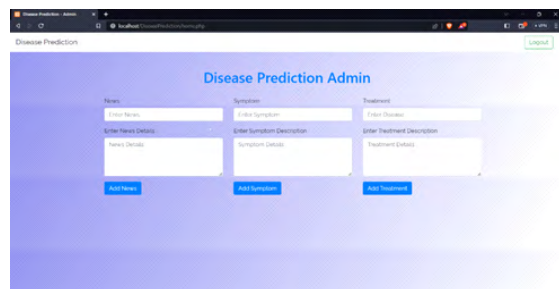 Disease Prediction - Admin
localhost/DiseasePrediction/terms.php
Disease Prediction
Logout
Disease Prediction Admin
News
Symptom
Treatment
Enter News
Enter Symptom
Enter Disease
Enter News Details
Enter Symptom Description
Enter Treatment Description
News Details
Symptom Details
Treatment Details
Add News
Add Symptom
Add Treatment